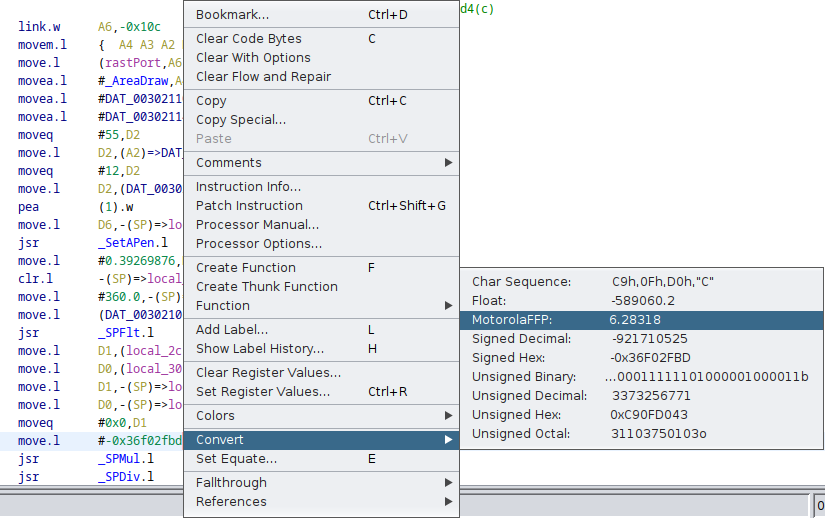 d4(c)
link.w A6,-0x10c
movem.l { A4 A3 A2
move.l (rastPort,A6
movea.l #_AreaDraw,A
movea.l #DAT_0030211
movea.l #DAT_0030211
moveq #55,D2
move.l D2,(A2)=>DAT_
moveq #12,D2
move.l D2,(DAT_0030
pea (1).w
move.l D6,-(SP)=>lo
jsr _SetAPen.l
move.l #0.39269876,
clr.l -(SP)=>local_
move.l #360.0,-(SP)
move.l (DAT_0030210
jsr _SPFlt.l
move.l D1,(local_2c
move.l D0,(local_30
move.l D1,-(SP)=>lo
move.l D0,-(SP)=>lo
moveq #0x0,D1
move.l #-0x36f02fbd
jsr _SPMul.l
jsr _SPDiv.l
Bookmark... Ctrl+D
Clear Code Bytes C
Clear With Options
Clear Flow and Repair
Copy Ctrl+C
Copy Special...
Paste Ctrl+V
Comments
Instruction Info...
Patch Instruction Ctrl+Shift+G
Processor Manual...
Processor Options...
Create Function F
Create Thunk Function
Function
Add Label... L
Show Label History... H
Clear Register Values...
Set Register Values... Ctrl+R
Colors
Convert
Set Equate... E
Fallthrough
References
Char Sequence: C9h,0Fh,D0h,"C"
Float: -589060.2
MotorolaFFP: 6.28318
Signed Decimal: -921710525
Signed Hex: -0x36F02FBD
Unsigned Binary: ...00011111101000001000011b
Unsigned Decimal: 3373256771
Unsigned Hex: 0xC90FD043
Unsigned Octal: 31103750103o
0